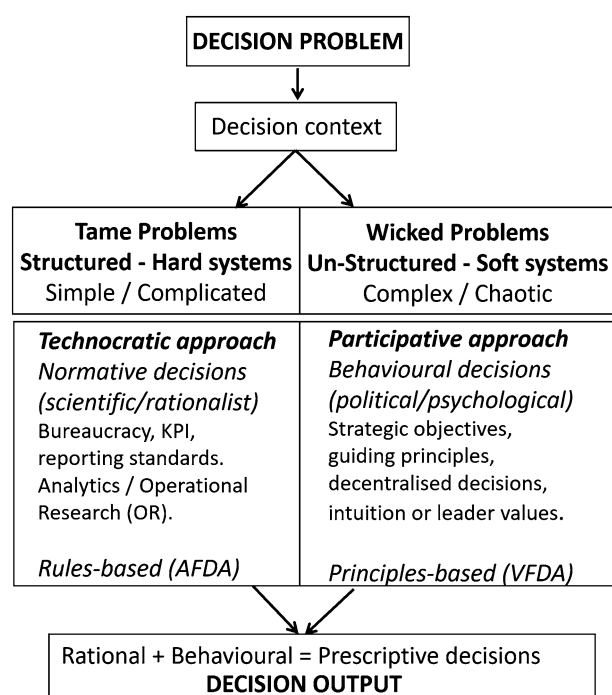 DECISION PROBLEM
Decision context
Tame Problems
Structured - Hard systems
Simple / Complicated
Wicked Problems
Un-Structured - Soft systems
Complex / Chaotic
Technocratic approach
Normative decisions
(scientific/rationalist)
Bureaucracy, KPI,
reporting standards.
Analytics / Operational
Research (OR).
Rules-based (AFDA)
Participative approach
Behavioural decisions
(political/psychological)
Strategic objectives,
guiding principles,
decentralised decisions,
intuition or leader values.
Principles-based (VFDA)
Rational + Behavioural = Prescriptive decisions
DECISION OUTPUT